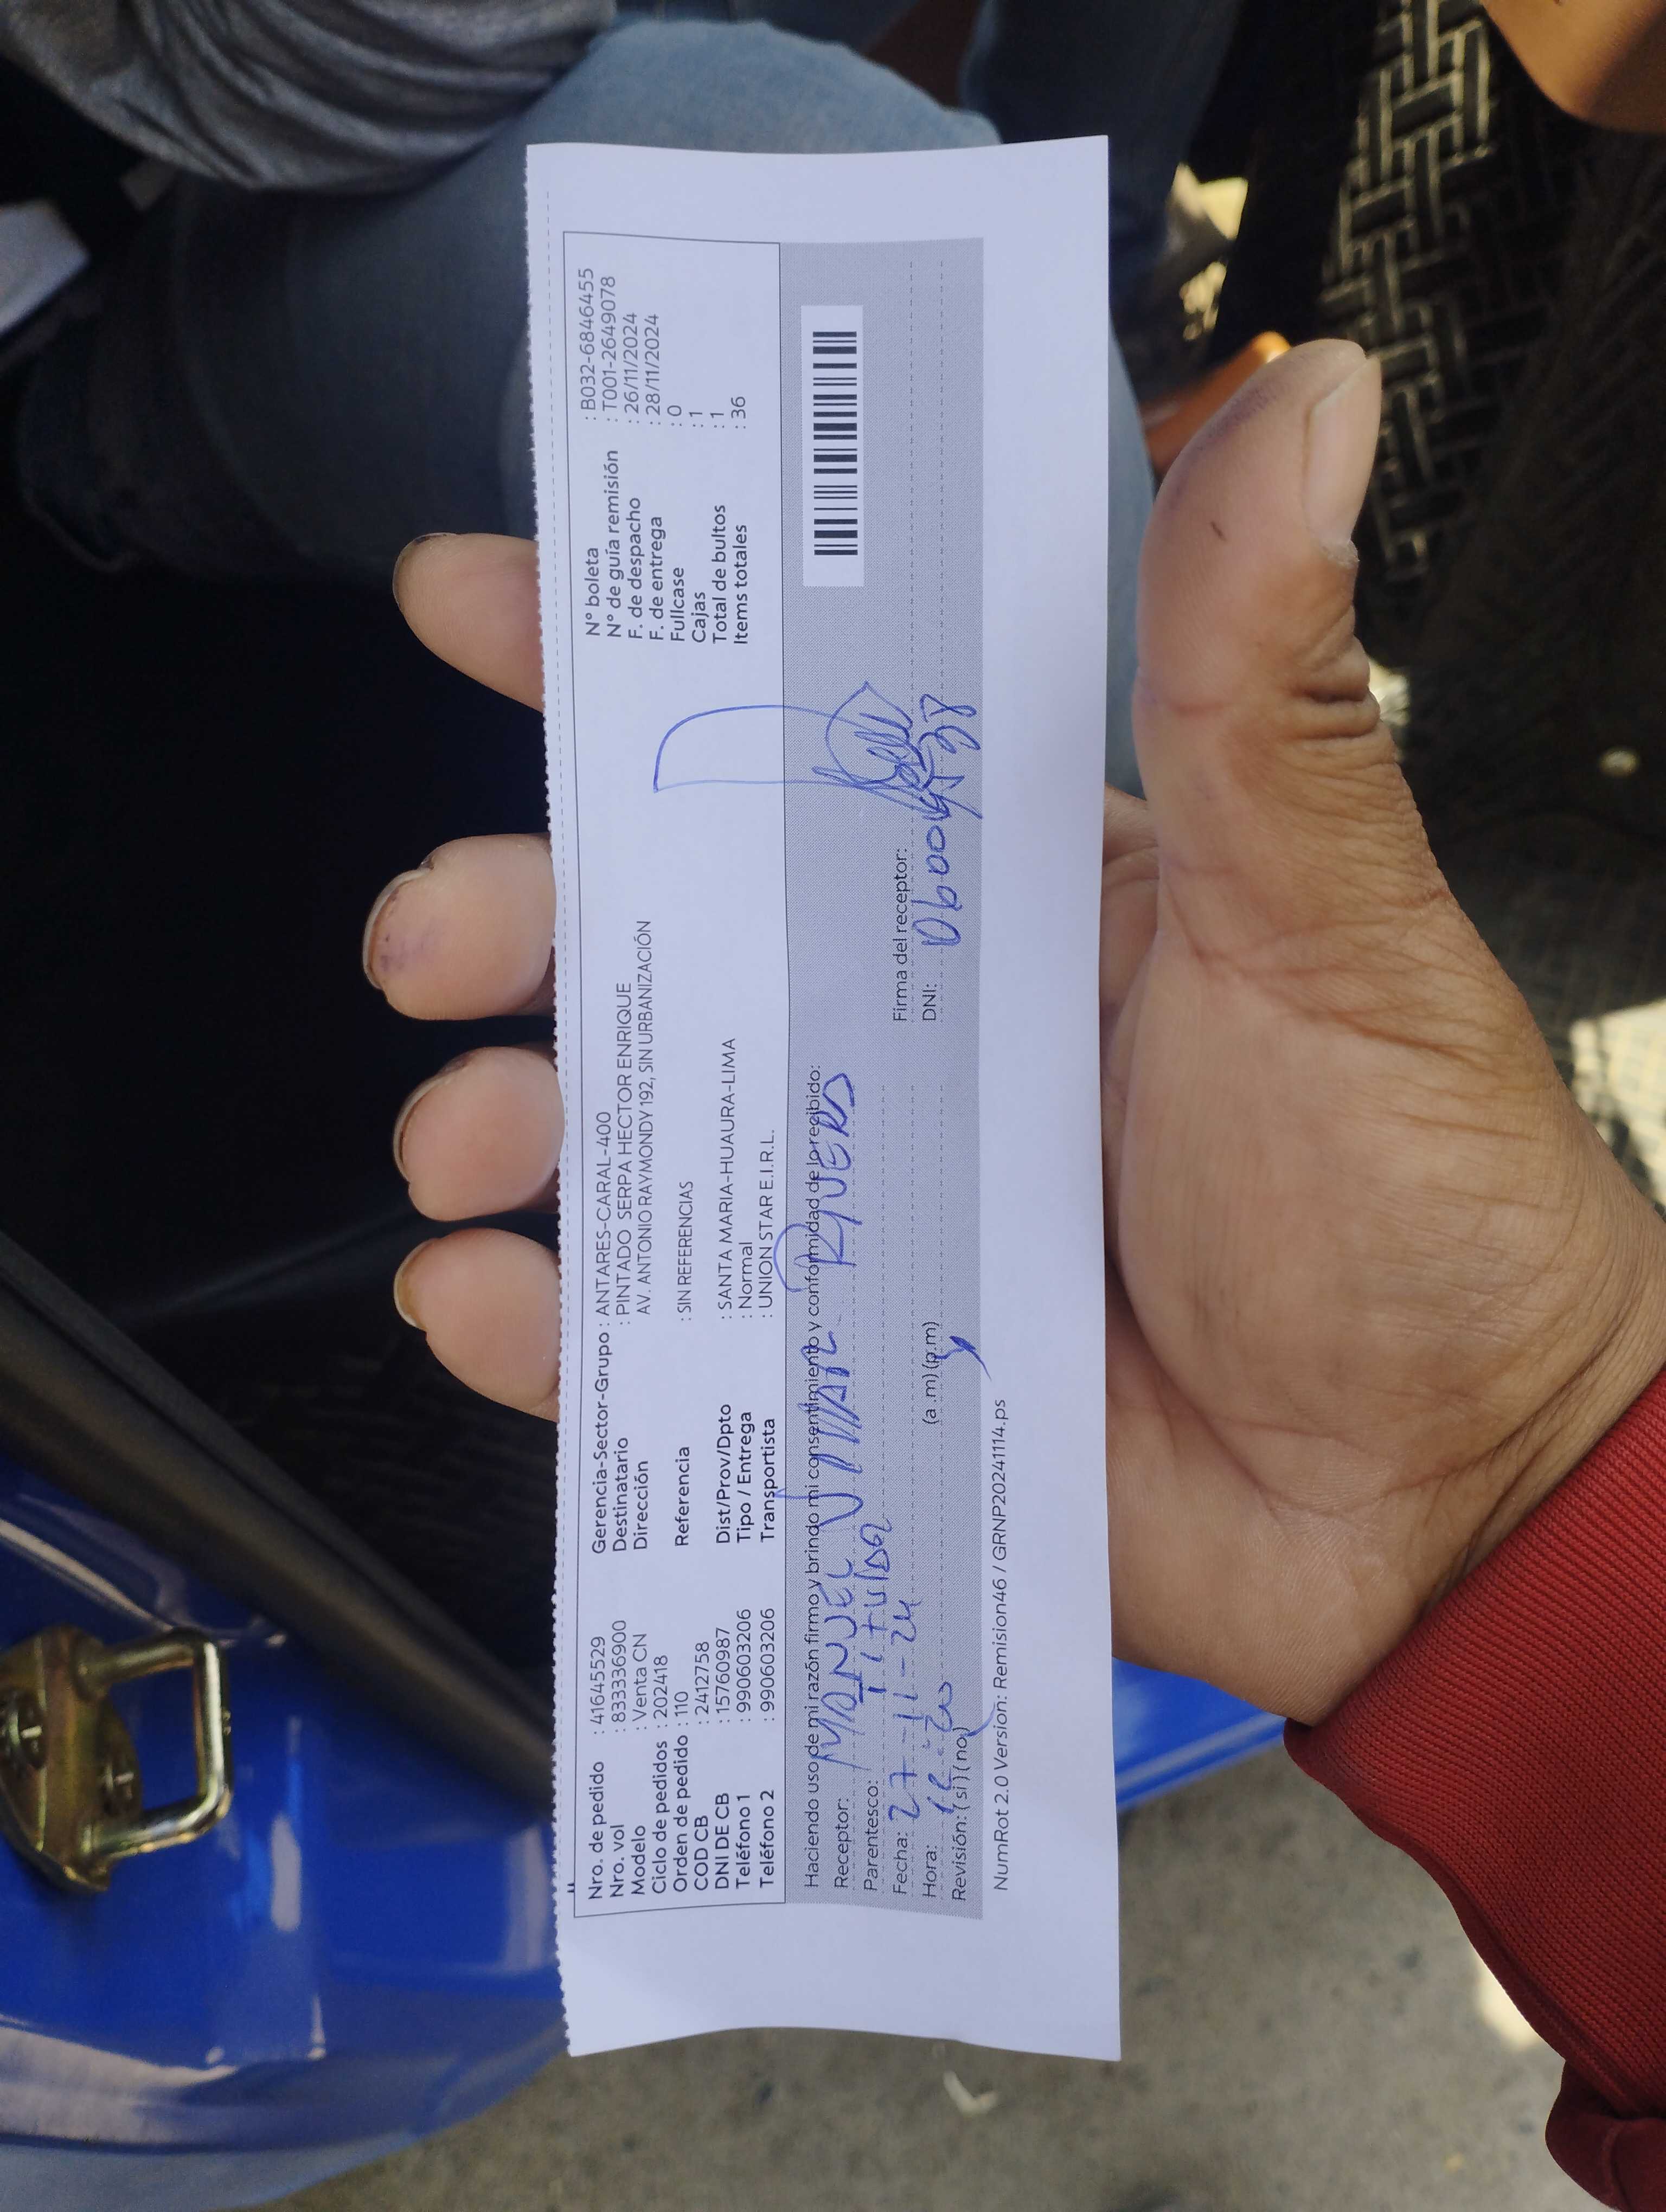 Nro. de pedido : 41645529
Nro. vol : 833336900
Modelo : Venta CN
Ciclo de pedidos : 202418
Orden de pedido : 110
COD CB : 2412758
DNI DE CB : 15760987
Teléfono 1 : 990603206
Teléfono 2 : 990603206
Gerencia-Sector-Grupo : ANTARES-CARAL-400
Destinatario : PINTADO SERPA HECTOR ENRIQUE
Dirección AV. ANTONIO RAYMONDY 192, SIN URBANIZACIÓN
Referencia : SIN REFERENCIAS
Dist/Prov/Dpto : SANTA MARIA-HUAURA-LIMA
Tipo / Entrega : Normal
Transportista : UNION STAR E.I.R.L.
N° boleta : B032-6846455
N° de guía remisión : T001-2649078
F. de despacho : 26/11/2024
F. de entrega : 28/11/2024
Fullcase : 0
Cajas : 1
Total de bultos : 1
Items totales : 36
Haciendo uso de mi razón firmo y brindo mi consentimiento y conformidad de lo recibido:
Receptor: MANUEL
Parentesco: TITULAR
Fecha: 27-11-24
Hora: (a.m) (p.m)
Revisión: (si) (no)
Firma del receptor:
DNI:
NumRot 2.0 Version: Remision46 / GRNP20241114.ps